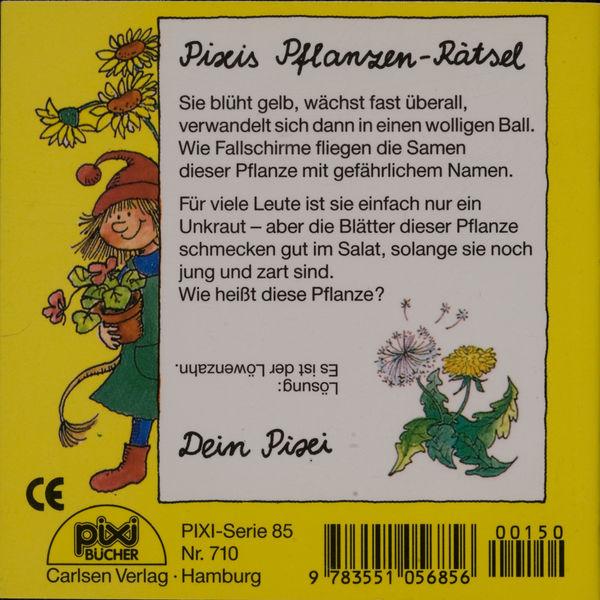 Pixis Pflanzen-Rätsel
Sie blüht gelb, wächst fast überall,
verwandelt sich dann in einen wolligen Ball.
Wie Fallschirme fliegen die Samen
dieser Pflanze mit gefährlichem Namen.
Für viele Leute ist sie einfach nur ein
Unkraut – aber die Blätter dieser Pflanze
schmecken gut im Salat, solange sie noch
jung und zart sind.
Wie heißt diese Pflanze?
Lösung:
Es ist der Löwenzahn.
Dein Pixi
CE
pixi
BÜCHER
Carlsen Verlag · Hamburg
PIXI-Serie 85
Nr. 710
9 783551 056856
00150